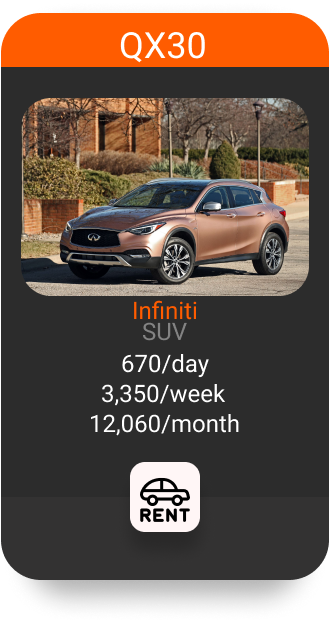 QX30
Infiniti
SUV
670/day
3,350/week
12,060/month
RENT